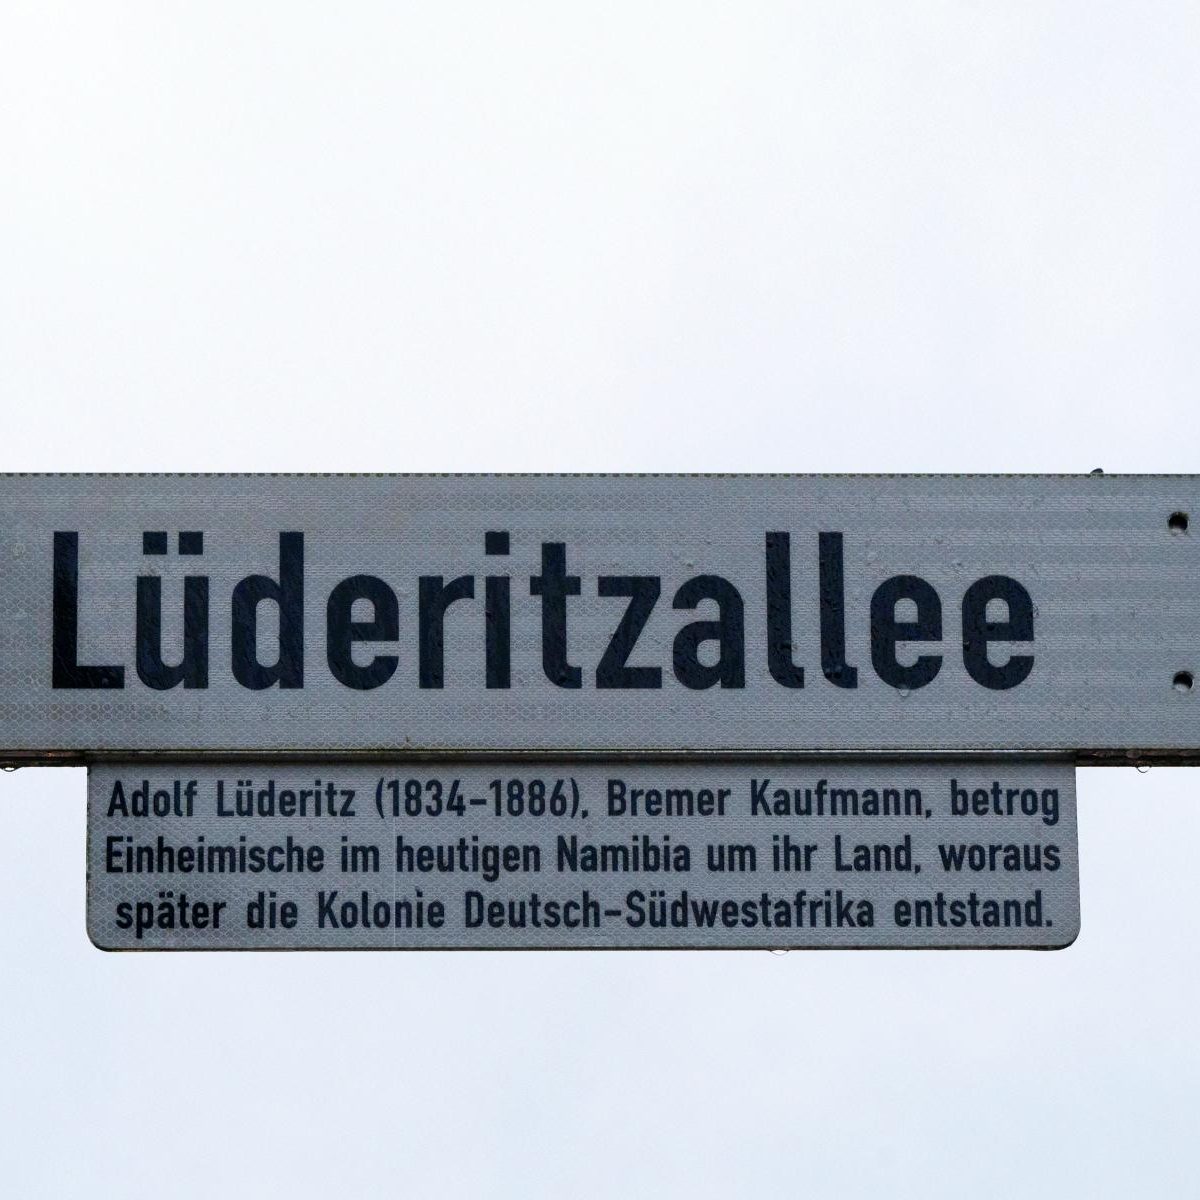 Lüderitzallee
Adolf Lüderitz (1834-1886), Bremer Kaufmann, betrog
Einheimische im heutigen Namibia um ihr Land, woraus
später die Kolonie Deutsch-Südwestafrika entstand.